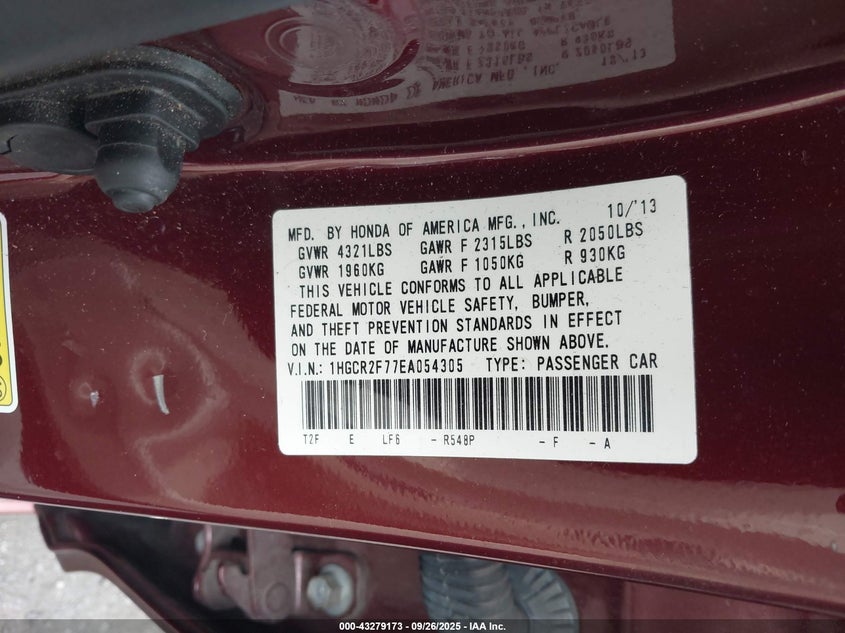 MFD. BY HONDA OF AMERICA MFG., INC. 10/'13
GVWR 4321LBS GAWR F 2315LBS R 2050LBS
GVWR 1960KG GAWR F 1050KG R 930KG
THIS VEHICLE CONFORMS TO ALL APPLICABLE
FEDERAL MOTOR VEHICLE SAFETY, BUMPER,
AND THEFT PREVENTION STANDARDS IN EFFECT
ON THE DATE OF MANUFACTURE SHOWN ABOVE.
V.I.N.: 1HGCR2F77EA054305 TYPE: PASSENGER CAR
T2F E LF6 - R548P - F - A
000-43279173 - 09/26/2025 - IAA Inc.